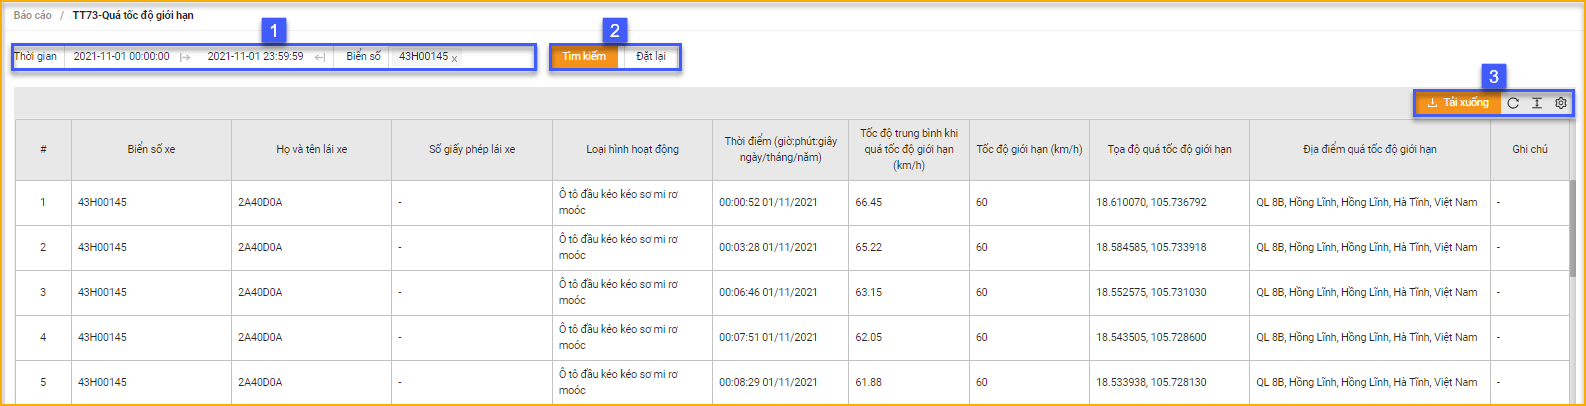 Báo cáo / TT73-Quá tốc độ giới hạn
1
2
Thời gian 2021-11-01 00:00:00 2021-11-01 23:59:59 Biển số 43H00145 x Tìm kiếm Đặt lại
3
Tải xuống
# Biển số xe Họ và tên lái xe Số giấy phép lái xe Loại hình hoạt động Thời điểm (giờ:phút:giây ngày/tháng/năm) Tốc độ trung bình khi quá tốc độ giới hạn (km/h) Tốc độ giới hạn (km/h) Tọa độ quá tốc độ giới hạn Địa điểm quá tốc độ giới hạn Ghi chú
1 43H00145 2A40D0A - Ô tô đầu kéo kéo sơ mi rơ moóc 00:00:52 01/11/2021 66.45 60 18.610070, 105.736792 QL 8B, Hồng Lĩnh, Hồng Lĩnh, Hà Tĩnh, Việt Nam -
2 43H00145 2A40D0A - Ô tô đầu kéo kéo sơ mi rơ moóc 00:03:28 01/11/2021 65.22 60 18.584585, 105.733918 QL 8B, Hồng Lĩnh, Hồng Lĩnh, Hà Tĩnh, Việt Nam -
3 43H00145 2A40D0A - Ô tô đầu kéo kéo sơ mi rơ moóc 00:06:46 01/11/2021 63.15 60 18.552575, 105.731030 QL 8B, Hồng Lĩnh, Hồng Lĩnh, Hà Tĩnh, Việt Nam -
4 43H00145 2A40D0A - Ô tô đầu kéo kéo sơ mi rơ moóc 00:07:51 01/11/2021 62.05 60 18.543505, 105.728600 QL 8B, Hồng Lĩnh, Hồng Lĩnh, Hà Tĩnh, Việt Nam -
5 43H00145 2A40D0A - Ô tô đầu kéo kéo sơ mi rơ moóc 00:08:29 01/11/2021 61.88 60 18.533938, 105.728130 QL 8B, Hồng Lĩnh, Hồng Lĩnh, Hà Tĩnh, Việt Nam -